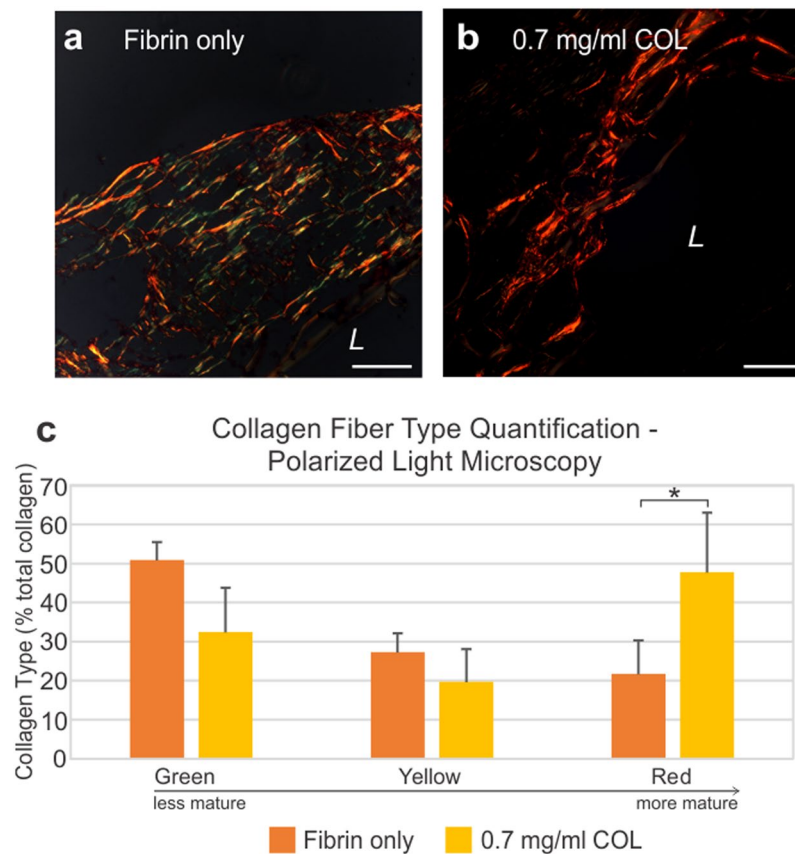 a Fibrin only
b 0.7 mg/ml COL
L
L
c Collagen Fiber Type Quantification -
Polarized Light Microscopy
Collagen Type (% total collagen)
70
60
50
40
30
20
10
0
*
Green Yellow Red
less mature more mature
Fibrin only 0.7 mg/ml COL